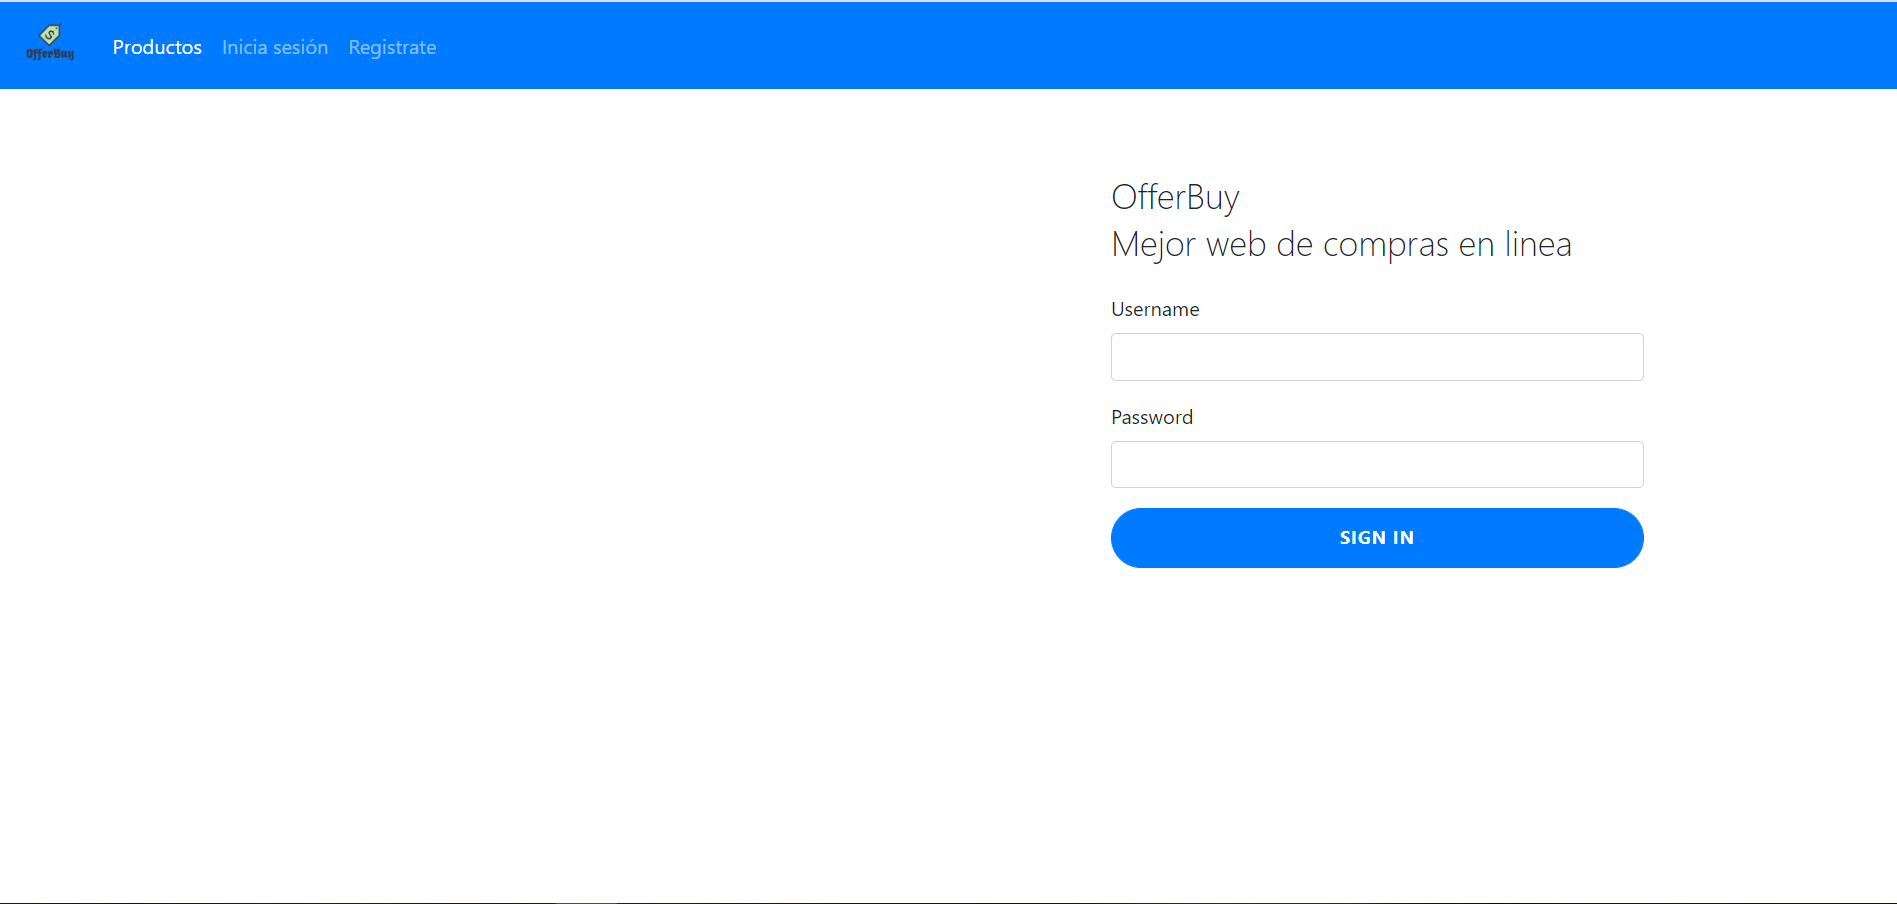 OfferBuy
Productos Inicia sesión Registrate
OfferBuy
Mejor web de compras en linea
Username
Password
SIGN IN